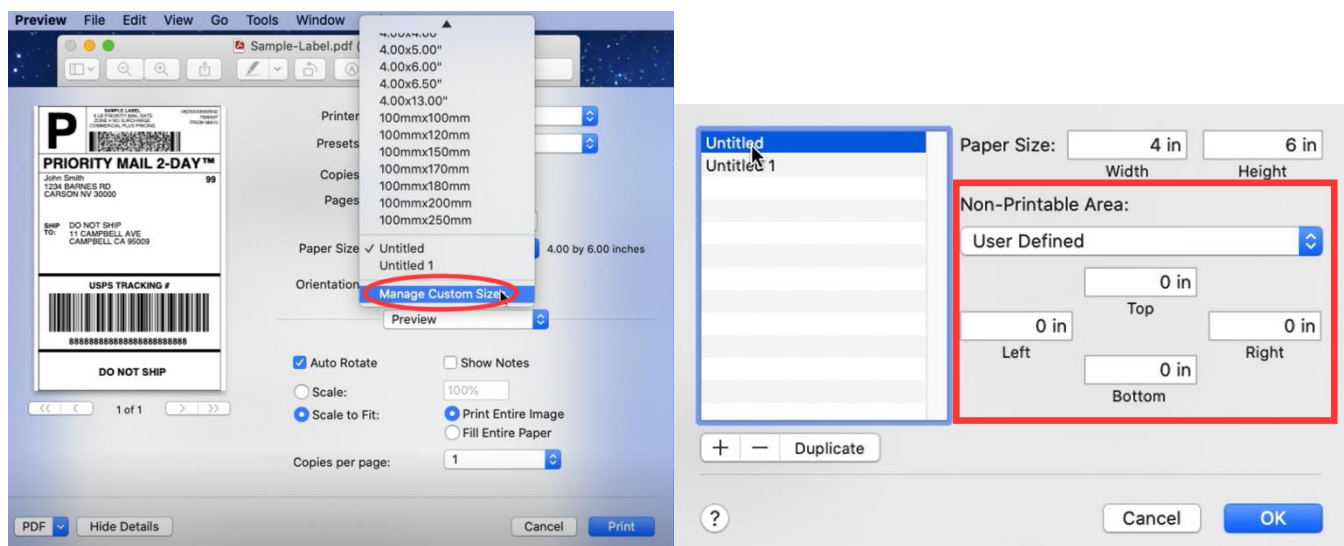 Preview File Edit View Go Tools Window
Sample-Label.pdf (
4.00x5.00"
4.00x6.00"
4.00x6.50"
4.00x13.00"
100mmx100mm
100mmx120mm
100mmx150mm
100mmx170mm
100mmx180mm
100mmx200mm
100mmx250mm
Untitled
Untitled 1
Manage Custom Sizes
Printer
Presets
Copies
Pages
Paper Size
4.00 by 6.00 inches
Orientation
Preview
P
SAMPLE LABEL
PRIORITY MAIL 2-DAY™
John Smith 99
1234 BARNES RD
CARSON NV 30000
SHIP TO:
DO NOT SHIP
11 CAMPBELL AVE
CAMPBELL CA 95009
USPS TRACKING #
DO NOT SHIP
1 of 1
Auto Rotate
Show Notes
Scale:
100%
Scale to Fit:
Print Entire Image
Fill Entire Paper
Copies per page:
1
PDF
Hide Details
Cancel
Print
Untitled
Untitled 1
Paper Size:
4 in
6 in
Width
Height
Non-Printable Area:
User Defined
0 in
Top
0 in
0 in
Left
Right
0 in
Bottom
+ − Duplicate
?
Cancel
OK